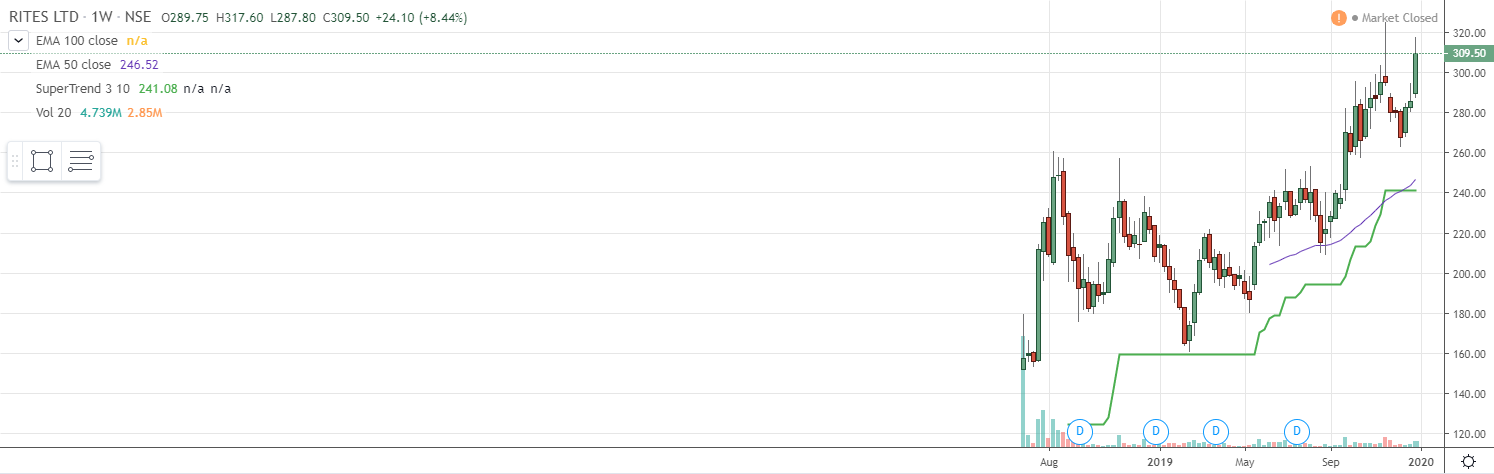 RITES LTD · 1W · NSE O289.75 H317.60 L287.80 C309.50 +24.10 (+8.44%)
! Market Closed
EMA 100 close n/a
EMA 50 close 246.52
SuperTrend 3 10 241.08 n/a n/a
Vol 20 4.739M 2.85M
320.00
309.50
300.00
280.00
260.00
240.00
220.00
200.00
180.00
160.00
140.00
120.00
D D D D
Aug 2019 May Sep 2020